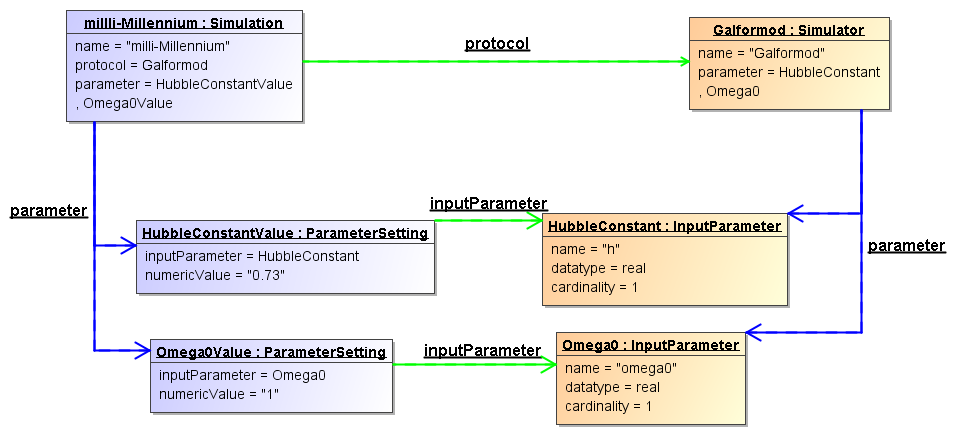 millli-Millennium : Simulation
name = "milli-Millennium"
protocol = Galformod
parameter = HubbleConstantValue
, Omega0Value
protocol
Galformod : Simulator
name = "Galformod"
parameter = HubbleConstant
, Omega0
parameter
inputParameter
HubbleConstantValue : ParameterSetting
inputParameter = HubbleConstant
numericValue = "0.73"
HubbleConstant : InputParameter
name = "h"
datatype = real
cardinality = 1
parameter
Omega0Value : ParameterSetting
inputParameter = Omega0
numericValue = "1"
inputParameter
Omega0 : InputParameter
name = "omega0"
datatype = real
cardinality = 1